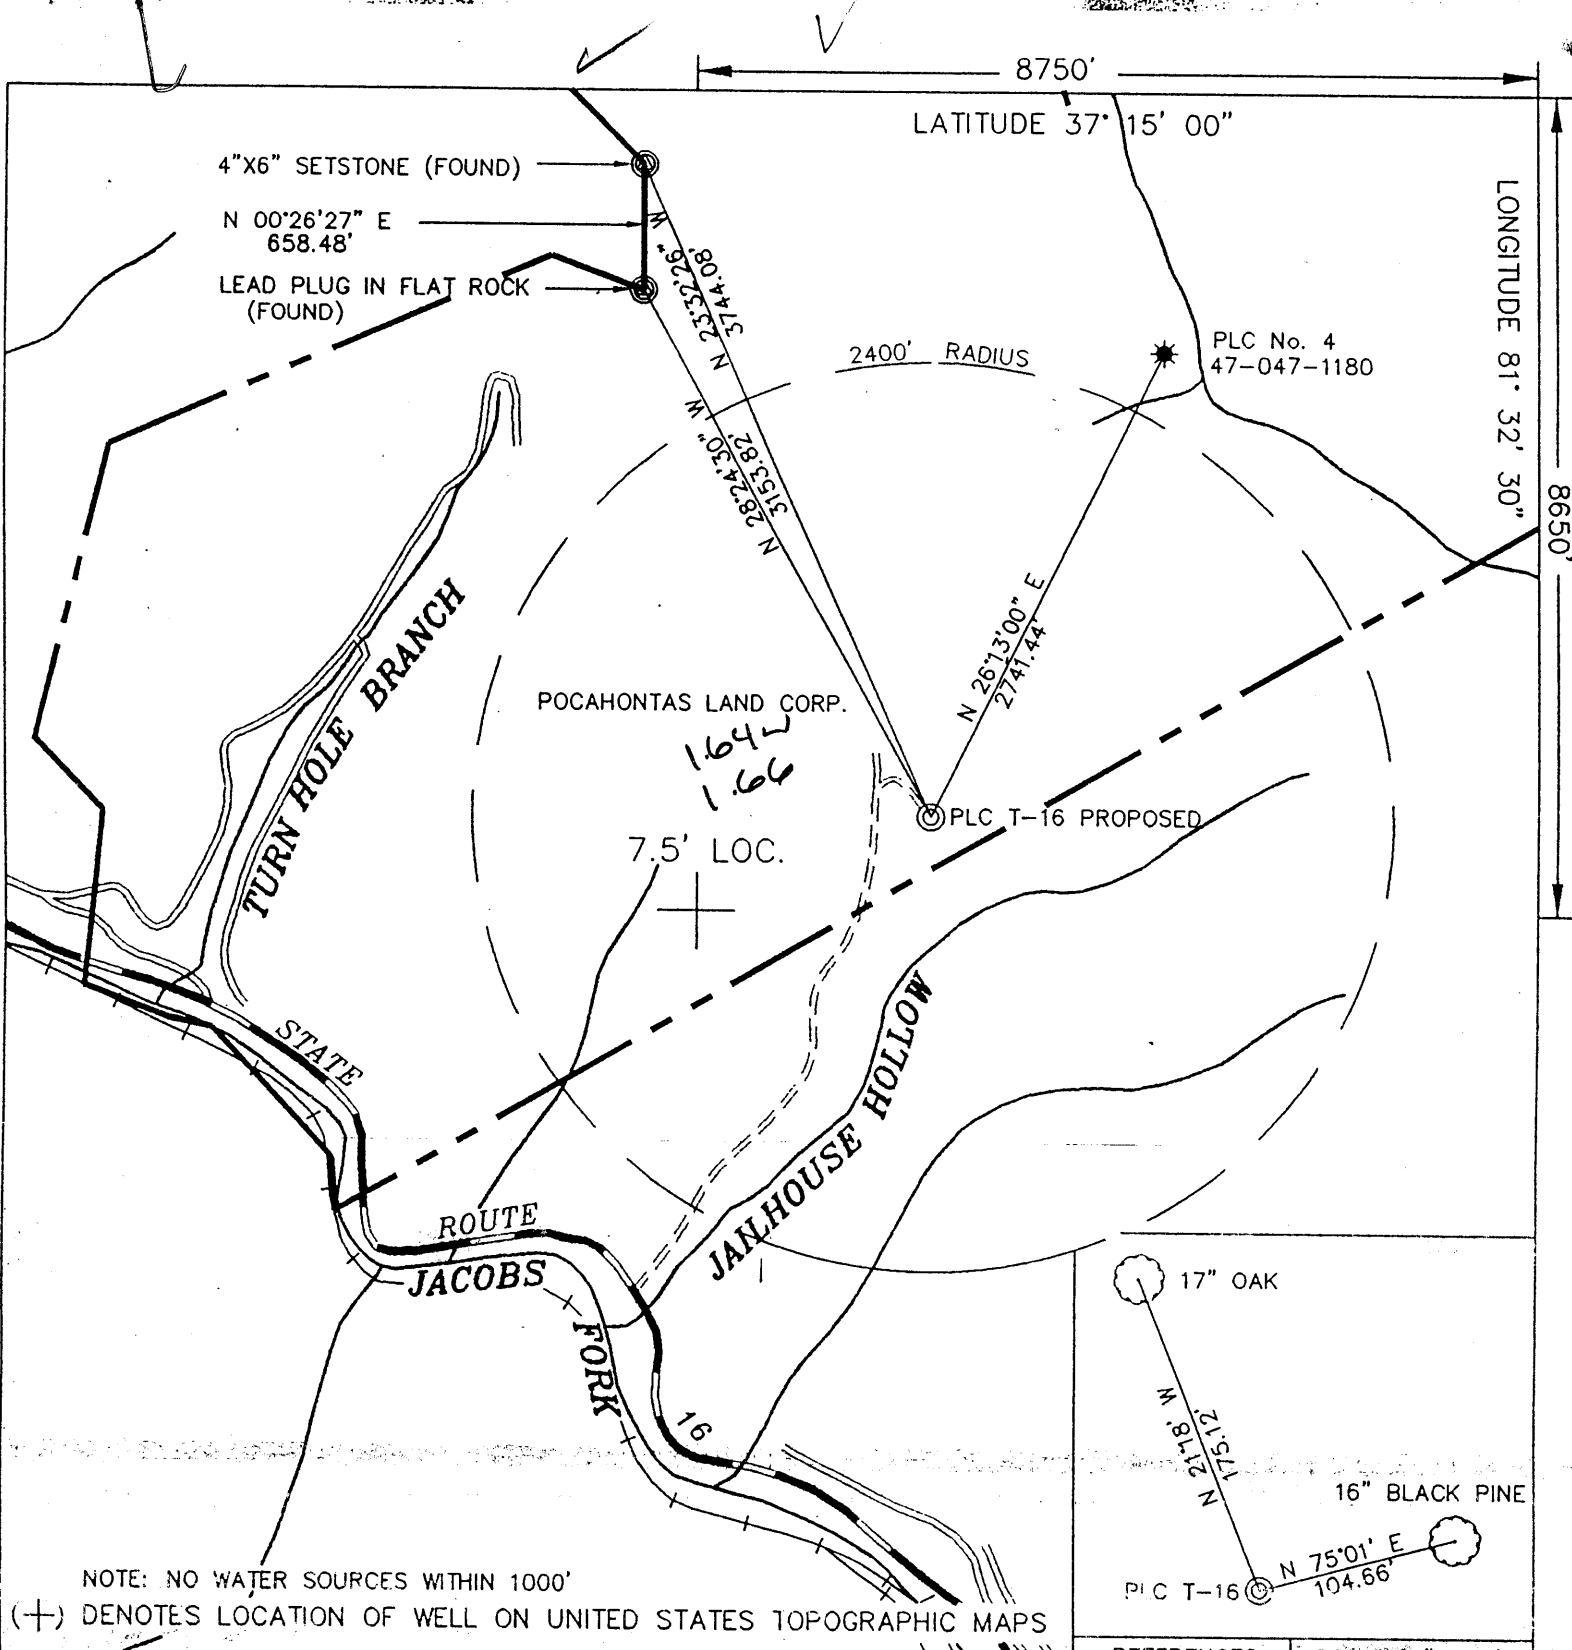 8750'
LATITUDE 37° 15' 00"
4"X6" SETSTONE (FOUND)
N 00°26'27" E
658.48'
LEAD PLUG IN FLAT ROCK
(FOUND)
LONGITUDE 81° 32' 30"
8650'
N 23°32'26" W
3744.08'
N 28°24'30" W
3153.82'
2400' RADIUS
PLC No. 4
47-047-1180
N 26°13'00" E
2741.44'
TURN HOLE BRANCH
POCAHONTAS LAND CORP.
1.64 W
1.66
PLC T-16 PROPOSED
7.5' LOC.
STATE
ROUTE
16
JACOBS
FORK
JAILHOUSE HOLLOW
17" OAK
N 21°18' W
175.12'
16" BLACK PINE
N 75°01' E
104.66'
PLC T-16
NOTE: NO WATER SOURCES WITHIN 1000'
(+) DENOTES LOCATION OF WELL ON UNITED STATES TOPOGRAPHIC MAPS
REFERENCES